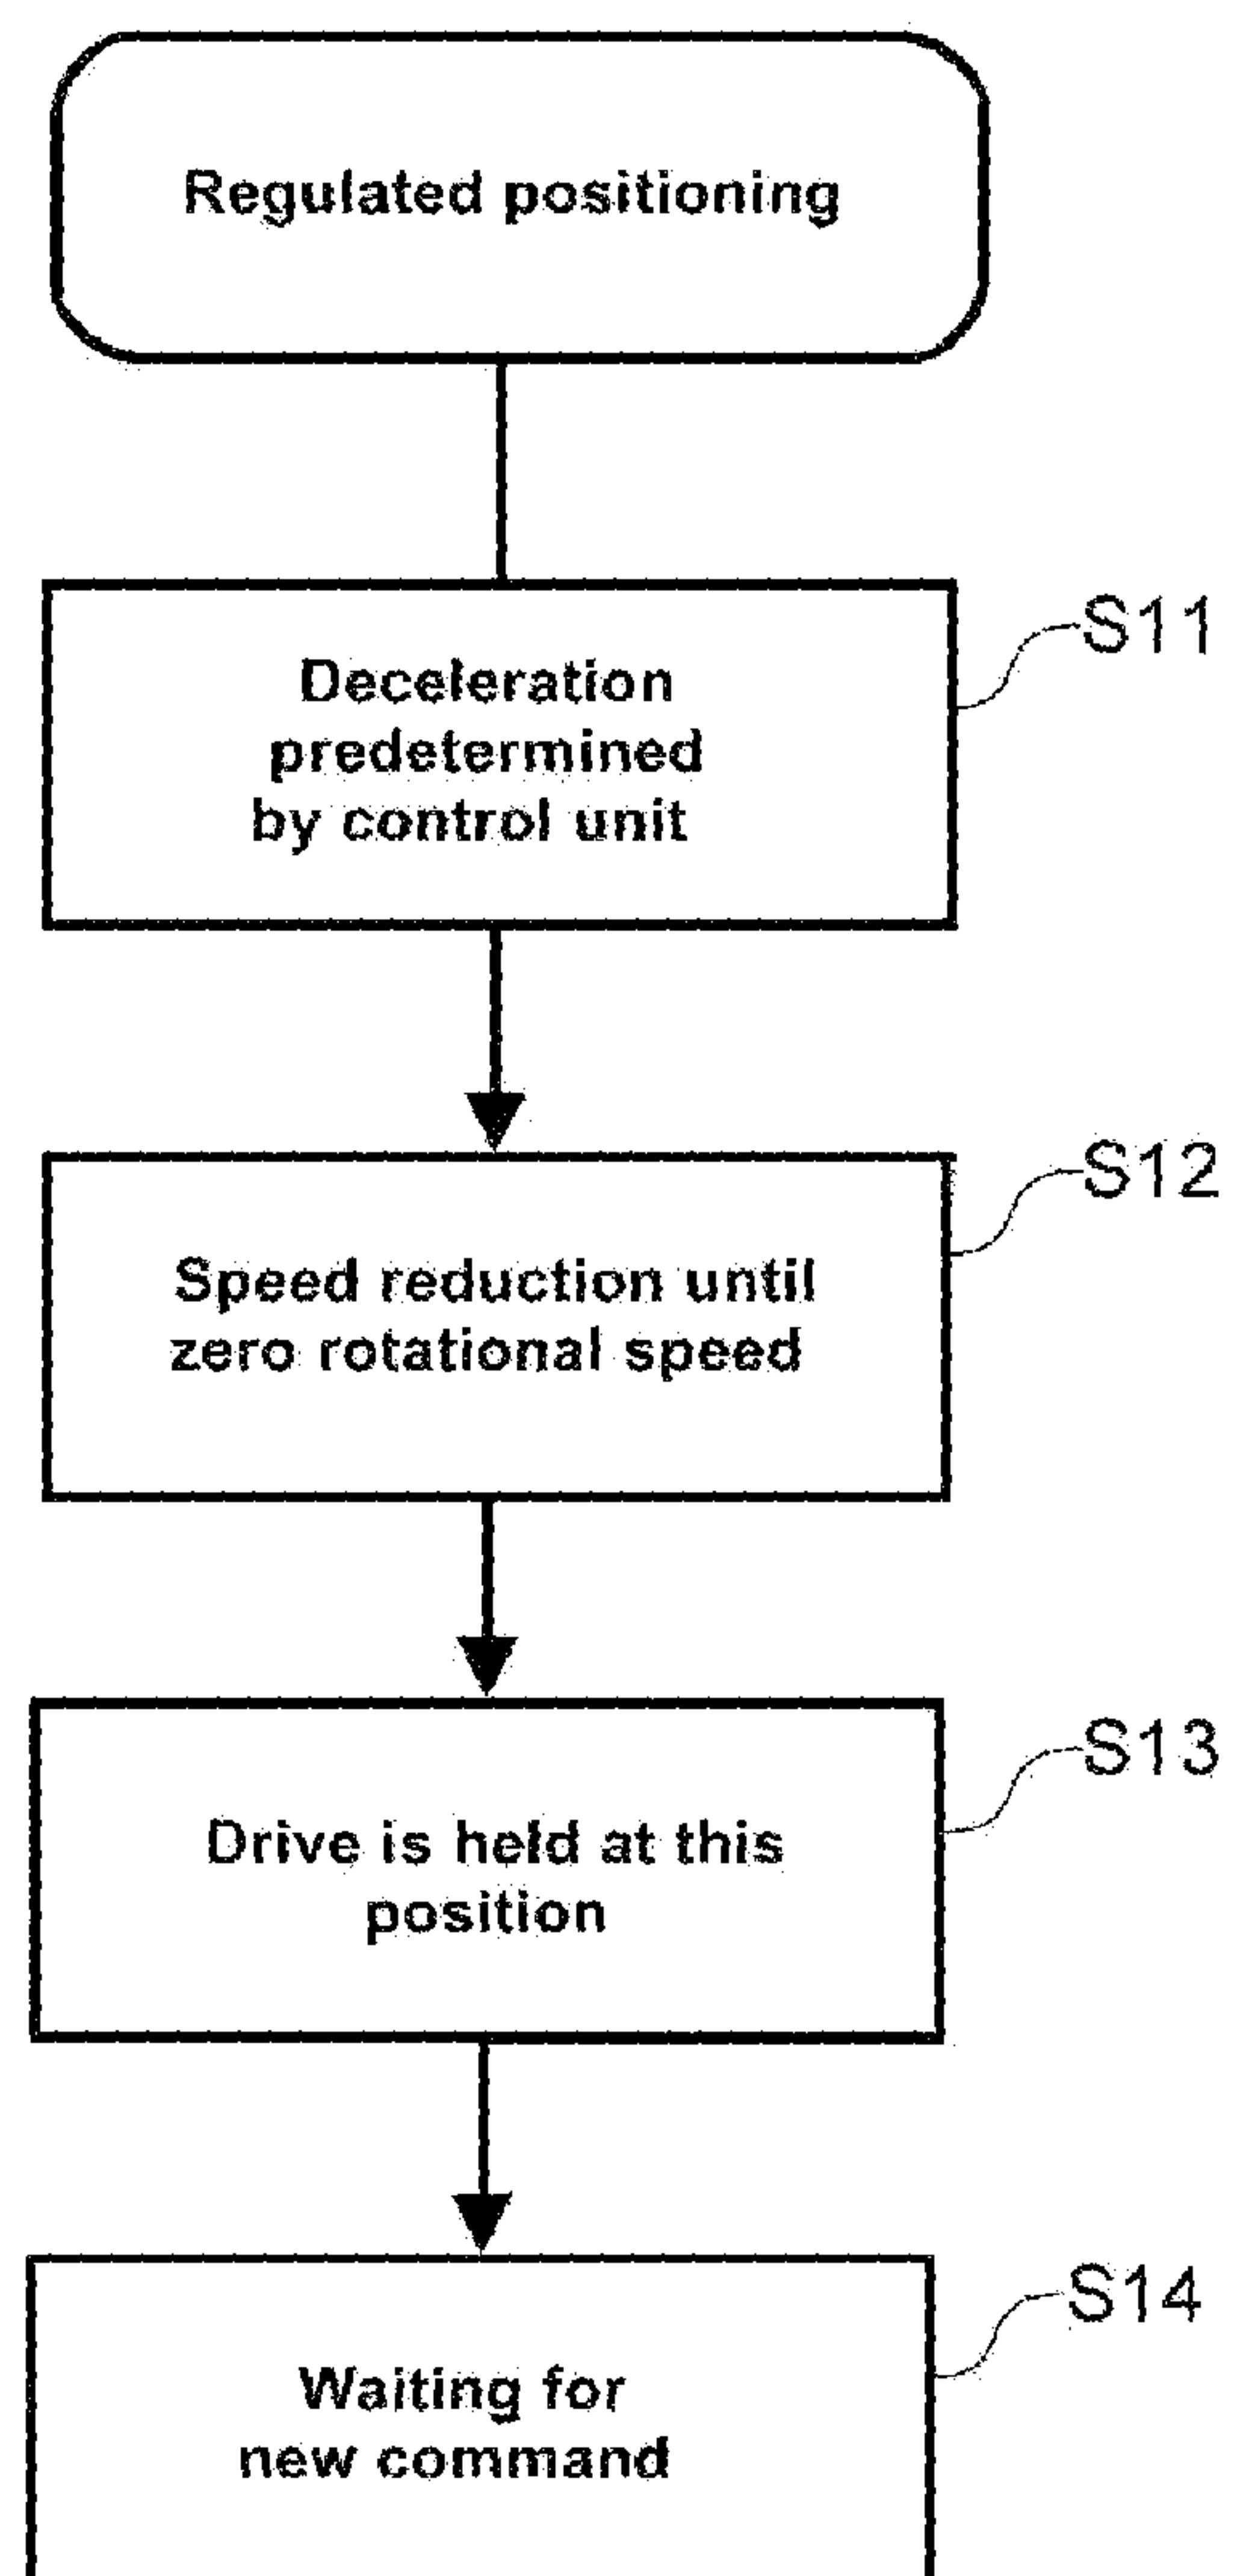 Regulated positioning
Deceleration
predetermined
by control unit
S11
Speed reduction until
zero rotational speed
S12
Drive is held at this
position
S13
Waiting for
new command
S14